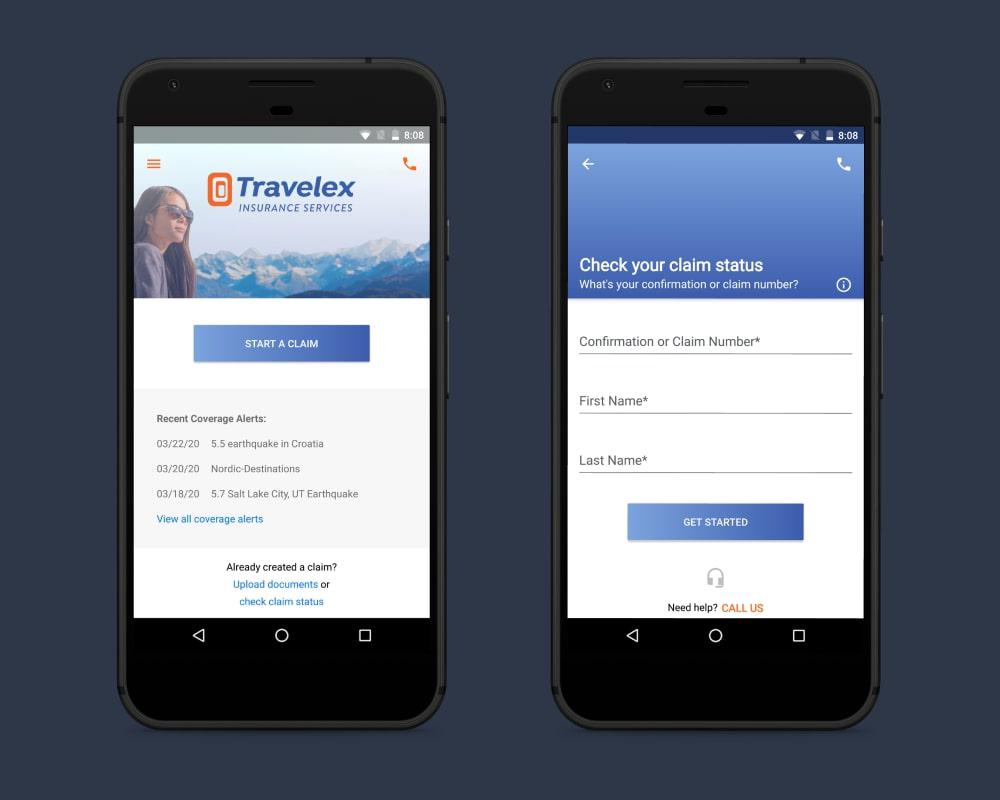 8:08
Travelex
INSURANCE SERVICES
START A CLAIM
Recent Coverage Alerts:
03/22/20 5.5 earthquake in Croatia
03/20/20 Nordic-Destinations
03/18/20 5.7 Salt Lake City, UT Earthquake
View all coverage alerts
Already created a claim?
Upload documents or
check claim status
8:08
Check your claim status
What's your confirmation or claim number?
Confirmation or Claim Number*
First Name*
Last Name*
GET STARTED
Need help? CALL US